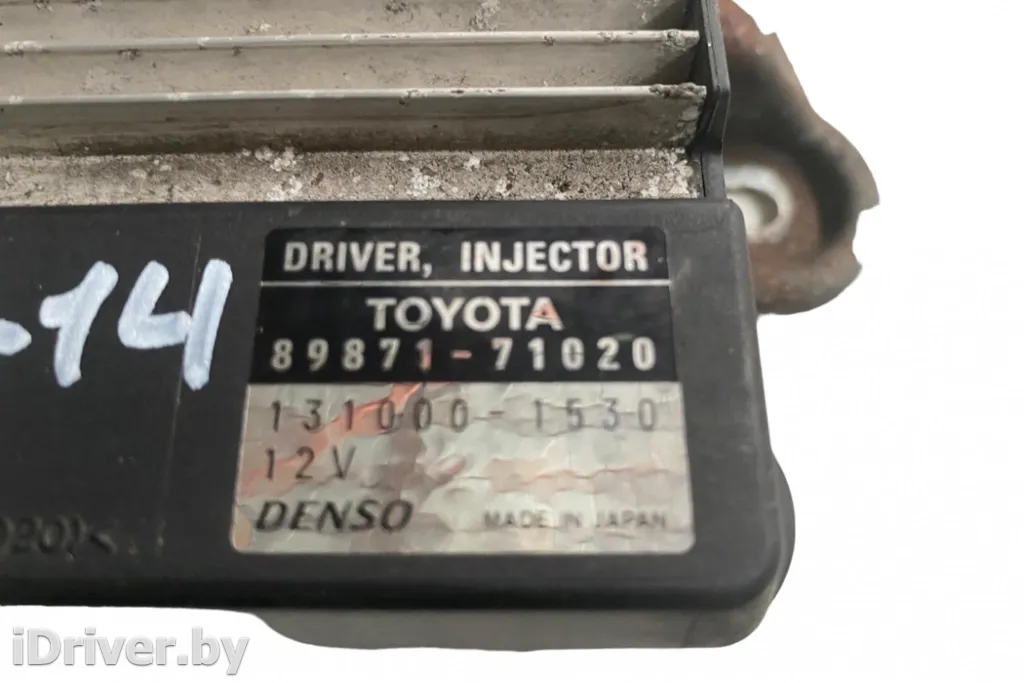 DRIVER, INJECTOR
TOYOTA
89871-71020
-14
131000-1530
12V
DENSO MADE IN JAPAN
iDriver.by